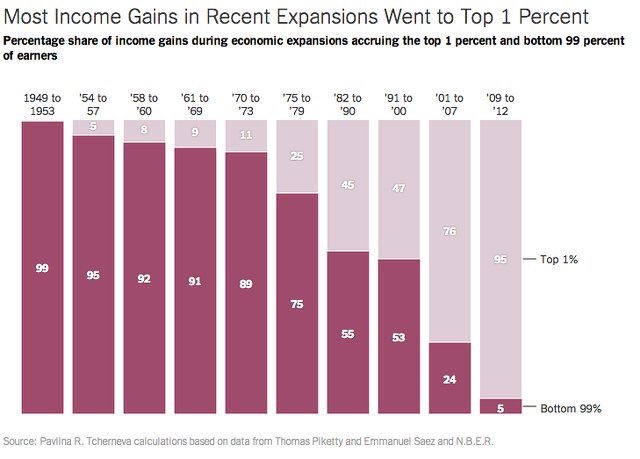 Most Income Gains in Recent Expansions Went to Top 1 Percent
Percentage share of income gains during economic expansions accruing the top 1 percent and bottom 99 percent
of earners
1949 to
1953
'54 to
57
'58 to
'60
'61 to
'69
'70 to
'73
'75 to
'79
'82 to
'90
'91 to
'00
'01 to
'07
'09 to
'12
5
8
9
11
25
45
47
76
95
Top 1%
99
95
92
91
89
75
55
53
24
5
Bottom 99%
Source: Pavlina R. Tcherneva calculations based on data from Thomas Piketty and Emmanuel Saez and N.B.E.R.